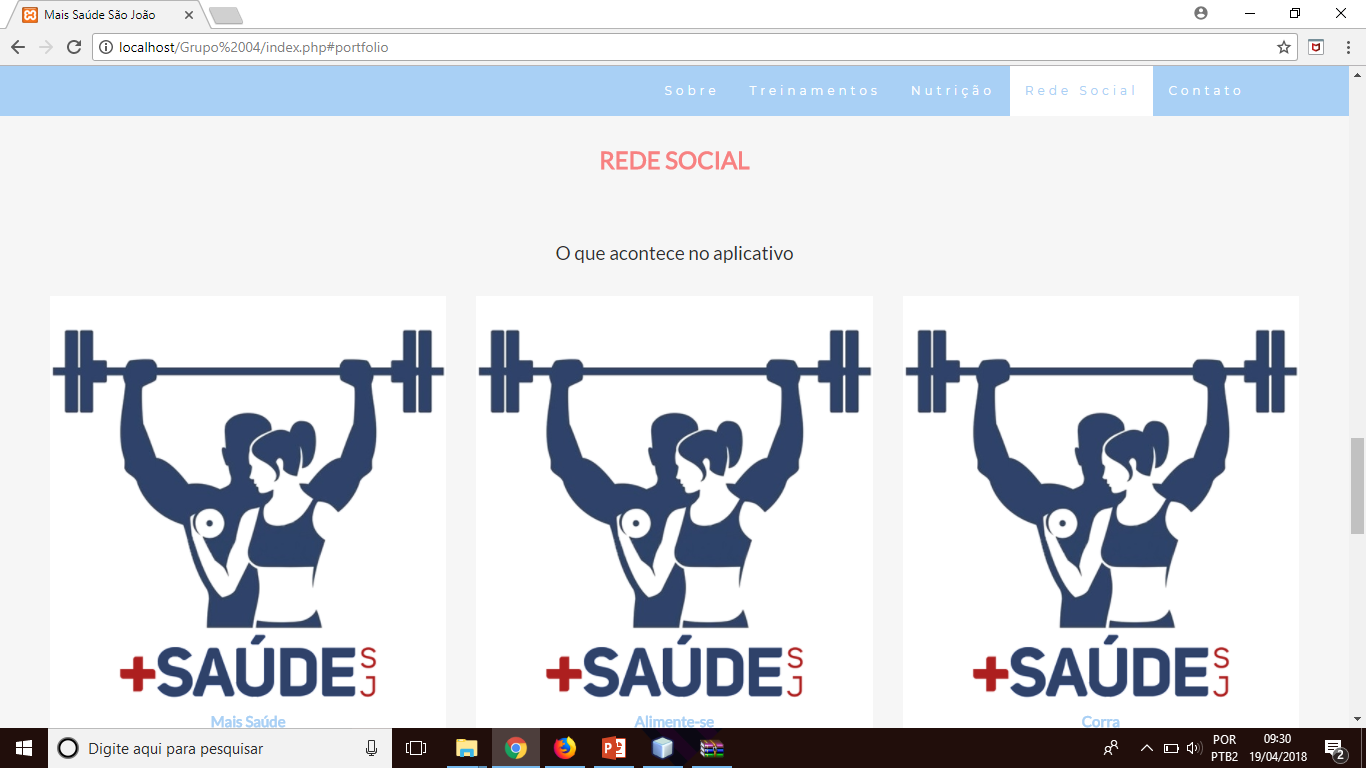 Mais Saúde São João
localhost/Grupo%2004/index.php#portfolio
Sobre Treinamentos Nutrição Rede Social Contato
REDE SOCIAL
O que acontece no aplicativo
+SAÚDE SJ
+SAÚDE SJ
+SAÚDE SJ
Mais Saúde Alimente-se Corra
Digite aqui para pesquisar
POR
PTB2
09:30
19/04/2018
2